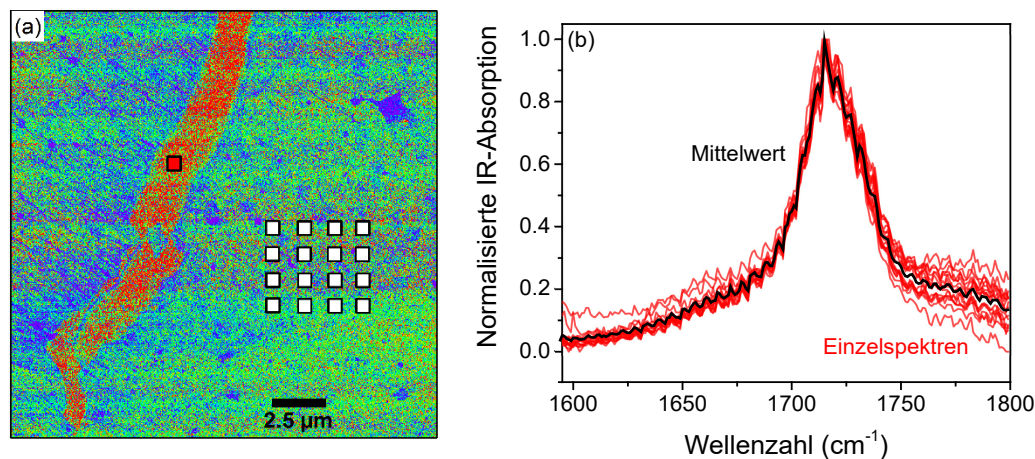 (a)
2.5 µm
(b)
Normalisierte IR-Absorption
1.0
0.8
0.6
0.4
0.2
0.0
Mittelwert
Einzelspektren
1600 1650 1700 1750 1800
Wellenzahl (cm⁻¹)